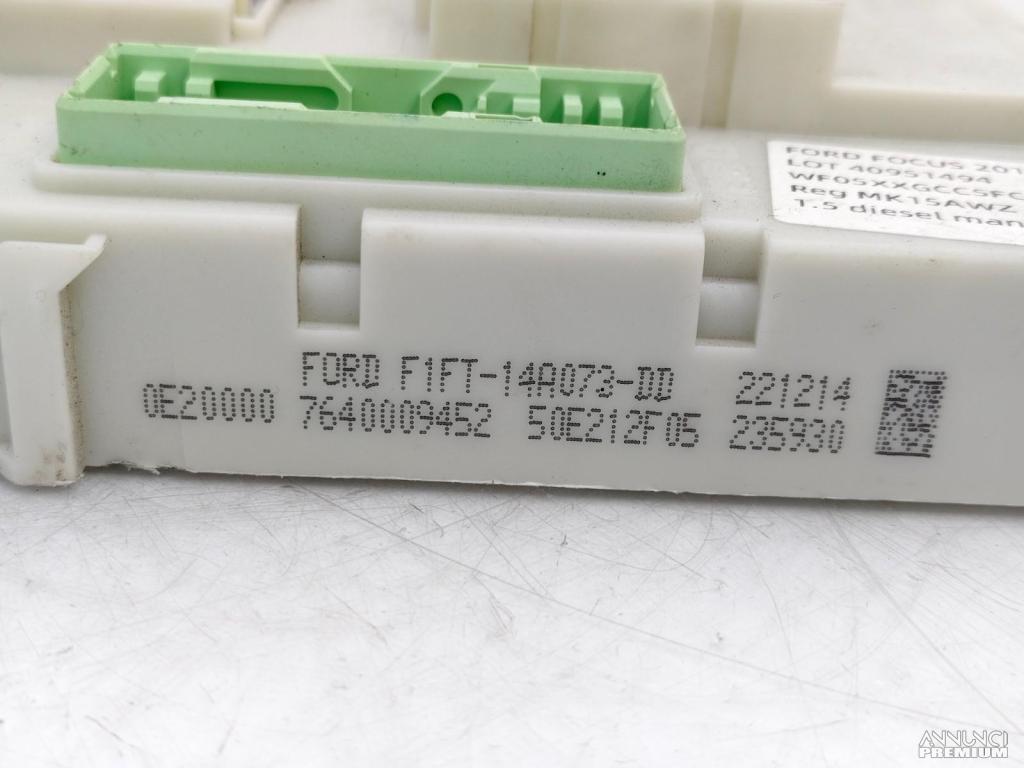 FORD FOCUS 201
LOT 40951494
WF05XXGCC5FC
Reg MK15AWZ
1.5 diesel man
FORD F1FT-14A073-DD 221214
0E20000 7640009452 50E212F05 235930
ANNUNCI
PREMIUM